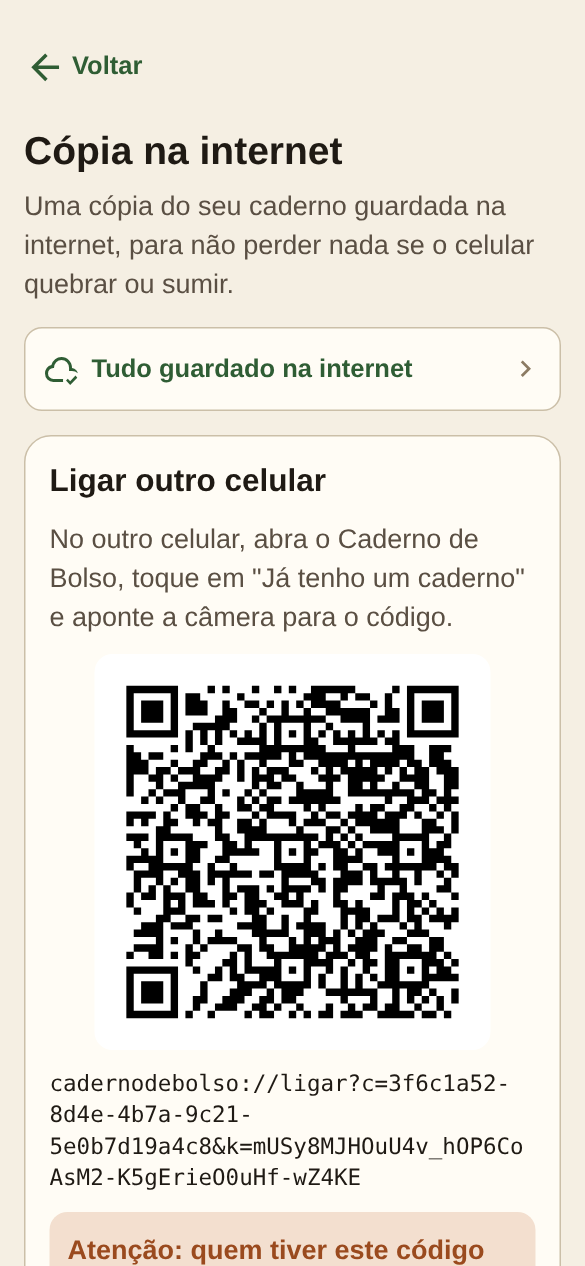 Voltar
Cópia na internet
Uma cópia do seu caderno guardada na
internet, para não perder nada se o celular
quebrar ou sumir.
Tudo guardado na internet
Ligar outro celular
No outro celular, abra o Caderno de
Bolso, toque em "Já tenho um caderno"
e aponte a câmera para o código.
cadernodebolso://ligar?c=3f6c1a52-
8d4e-4b7a-9c21-
5e0b7d19a4c8&k=mUSy8MJHOuU4v_hOP6Co
AsM2-K5gErieO0uHf-wZ4KE
Atenção: quem tiver este código